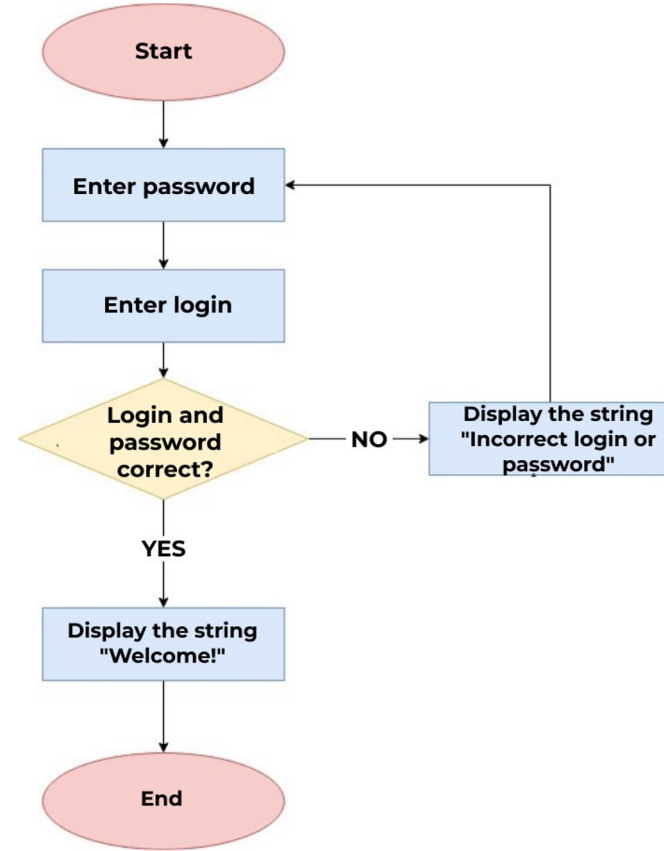 Start
Enter password
Enter login
Login and
password
correct?
NO
Display the string
"Incorrect login or
password"
YES
Display the string
"Welcome!"
End